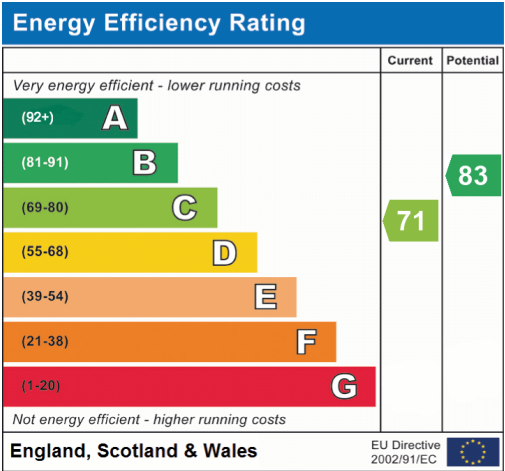 Energy Efficiency Rating
Current Potential
Very energy efficient - lower running costs
(92+) A
(81-91) B
83
(69-80) C
71
(55-68) D
(39-54) E
(21-38) F
(1-20) G
Not energy efficient - higher running costs
England, Scotland & Wales
EU Directive
2002/91/EC